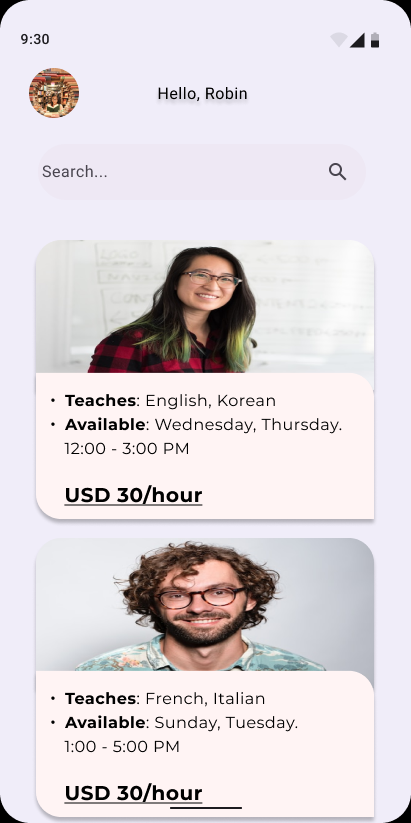 9:30
Hello, Robin
Search...
• Teaches: English, Korean
• Available: Wednesday, Thursday.
12:00 - 3:00 PM
USD 30/hour
• Teaches: French, Italian
• Available: Sunday, Tuesday.
1:00 - 5:00 PM
USD 30/hour